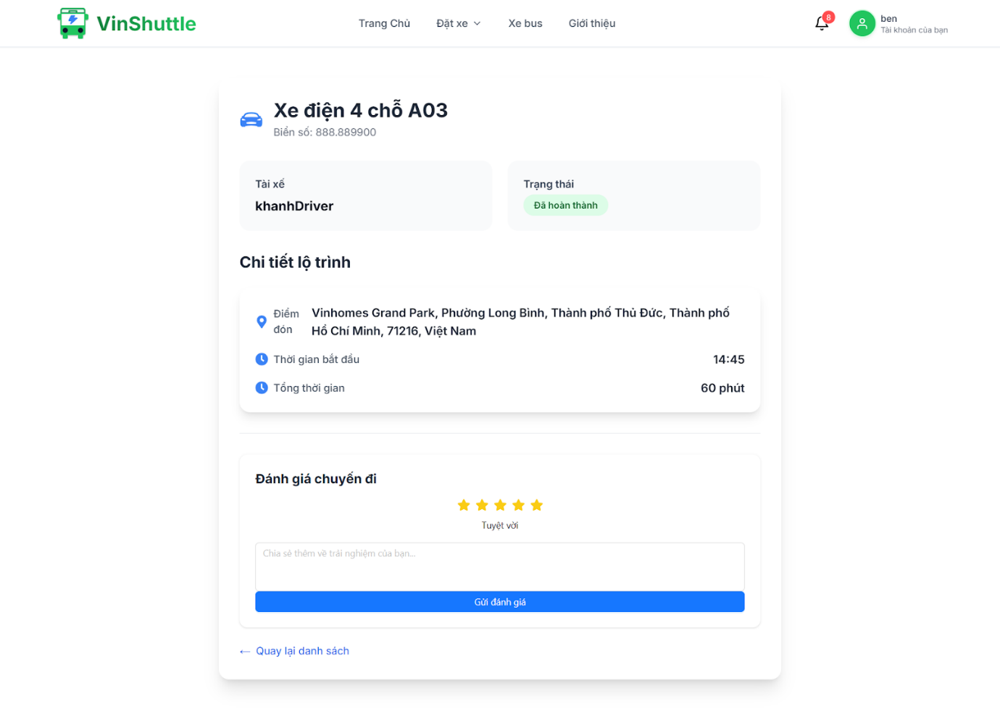 VinShuttle
Trang Chủ
Đặt xe
Xe bus
Giới thiệu
8
ben
Tài khoản của bạn
Xe điện 4 chỗ A03
Biển số: 888.889900
Tài xế
khanhDriver
Trạng thái
Đã hoàn thành
Chi tiết lộ trình
Điểm đón
Vinhomes Grand Park, Phường Long Bình, Thành phố Thủ Đức, Thành phố
Hồ Chí Minh, 71216, Việt Nam
Thời gian bắt đầu
14:45
Tổng thời gian
60 phút
Đánh giá chuyến đi
Tuyệt vời
Chia sẻ thêm về trải nghiệm của bạn...
Gửi đánh giá
← Quay lại danh sách